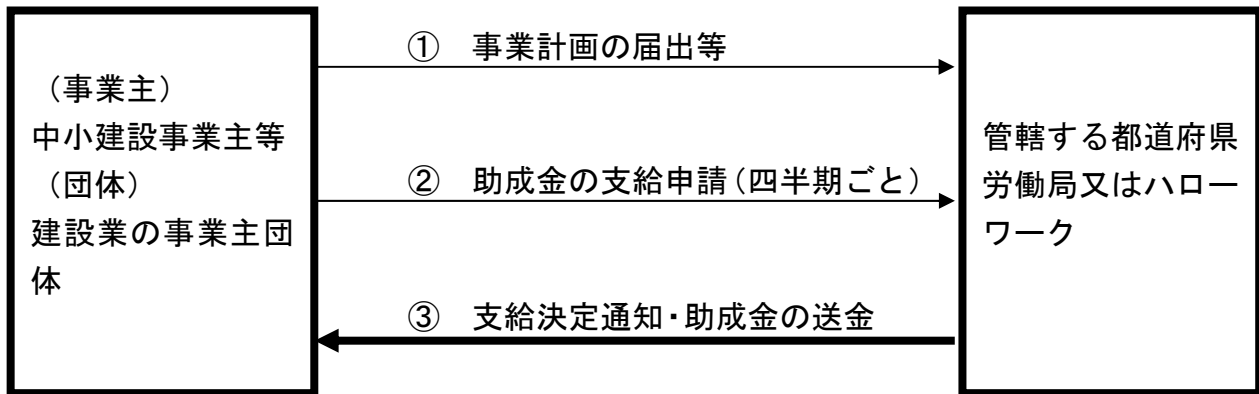 （事業主）
中小建設事業主等
（団体）
建設業の事業主団
体
① 事業計画の届出等
② 助成金の支給申請（四半期ごと）
③ 支給決定通知・助成金の送金
管轄する都道府県
労働局又はハロー
ワーク